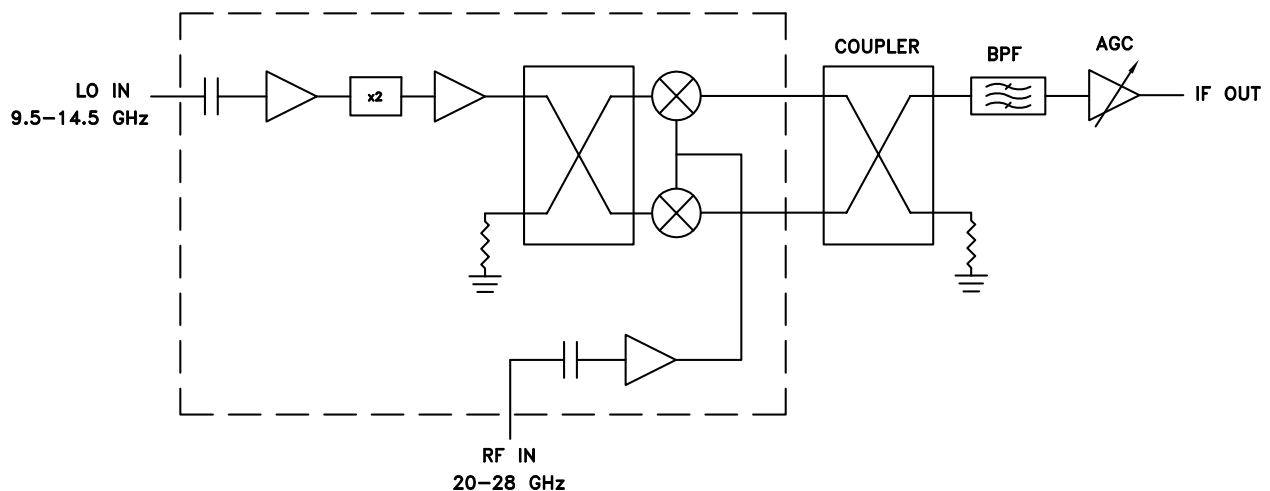 COUPLER
BPF
AGC
LO IN
9.5–14.5 GHz
x2
IF OUT
RF IN
20–28 GHz